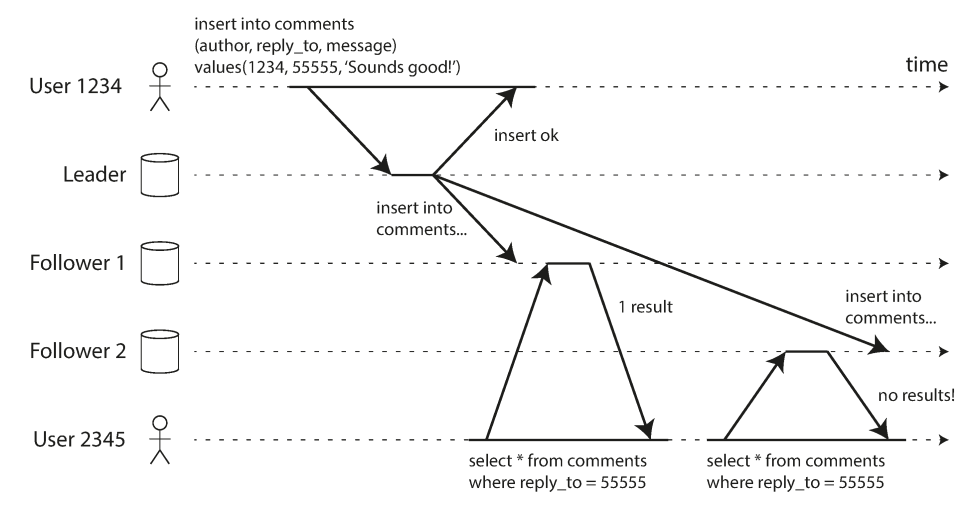 insert into comments
(author, reply_to, message)
values(1234, 55555, ‘Sounds good!’)
time
User 1234
insert ok
Leader
insert into
comments...
Follower 1
1 result
insert into
comments...
Follower 2
no results!
User 2345
select * from comments
where reply_to = 55555
select * from comments
where reply_to = 55555